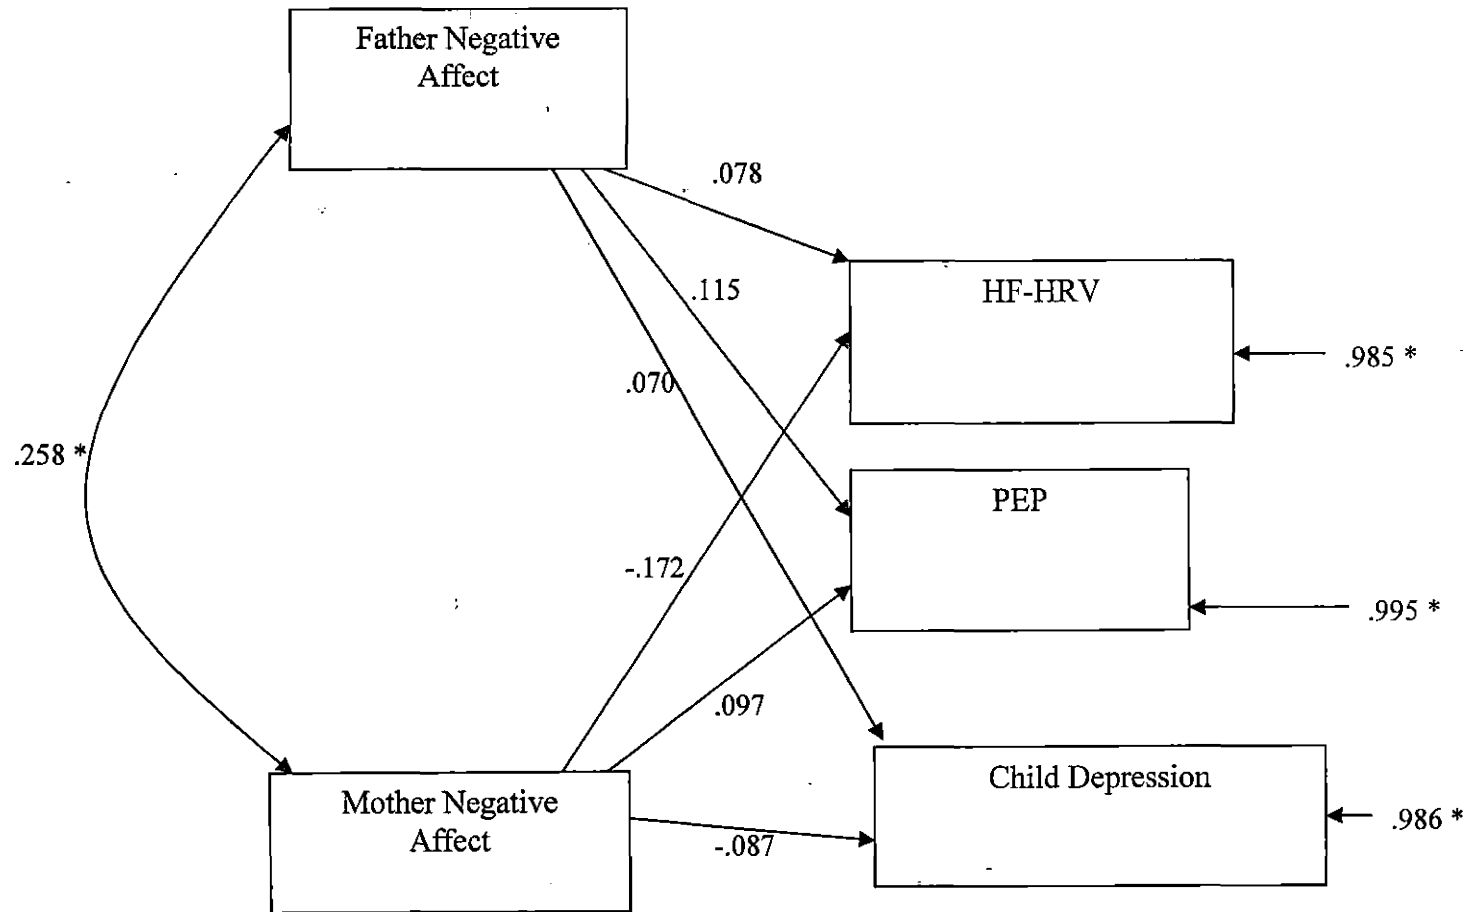 Father Negative
Affect
.078
HF-HRV
.115
.985 *
.070
.258 *
PEP
-.172
.995 *
.097
Child Depression
Mother Negative
Affect
-.087
.986 *